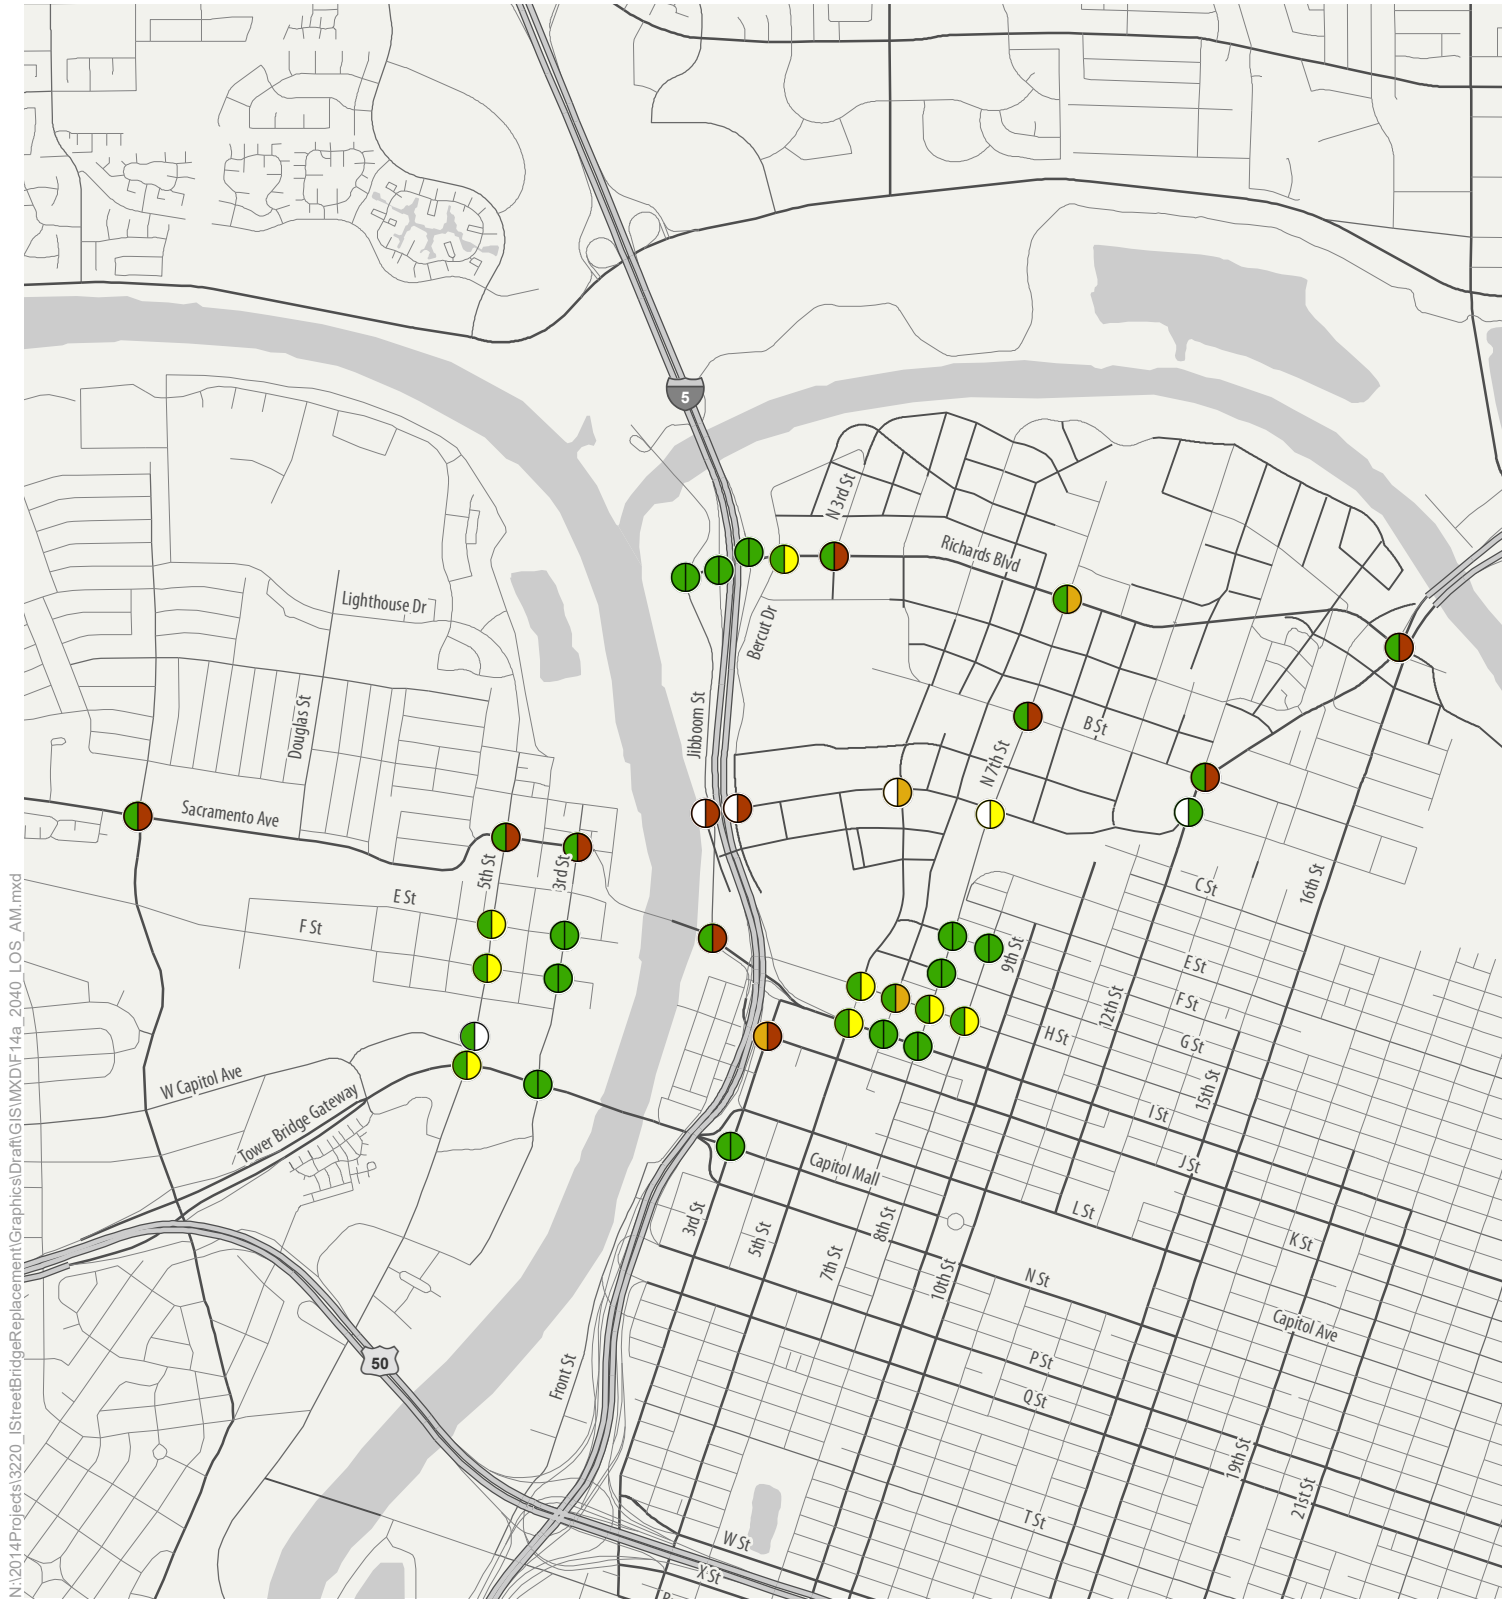 5
N 3rd St
Richards Blvd
Lighthouse Dr
Bercut Dr
Douglas St
Jibboom St
B St
N 7th St
Sacramento Ave
5th St
3rd St
E St
F St
C St
16th St
9th St
E St
F St
12th St
H St
G St
W Capitol Ave
Tower Bridge Gateway
15th St
I St
J St
Capitol Mall
L St
3rd St
5th St
8th St
7th St
10th St
K St
N St
Capitol Ave
50
Front St
P St
Q St
19th St
21st St
T St
W St
X St
N:\2014Projects\3220_IStreetBridgeReplacement\Graphics\Draft\GIS\MXD\F14a_2040_LOS_AM.mxd